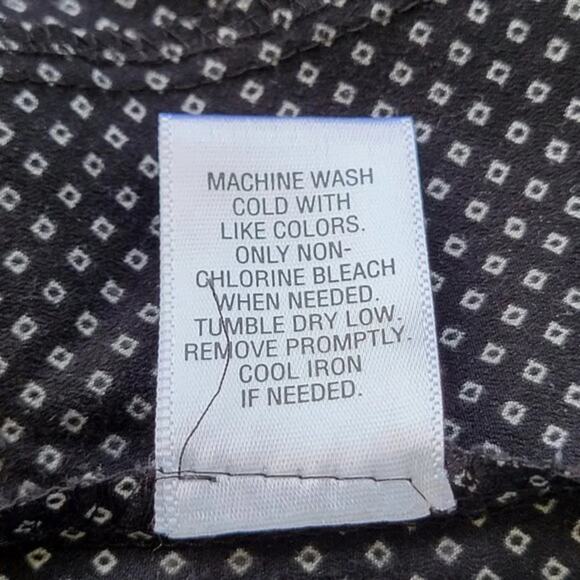 MACHINE WASH
COLD WITH
LIKE COLORS.
ONLY NON-
CHLORINE BLEACH
WHEN NEEDED.
TUMBLE DRY LOW.
REMOVE PROMPTLY.
COOL IRON
IF NEEDED.